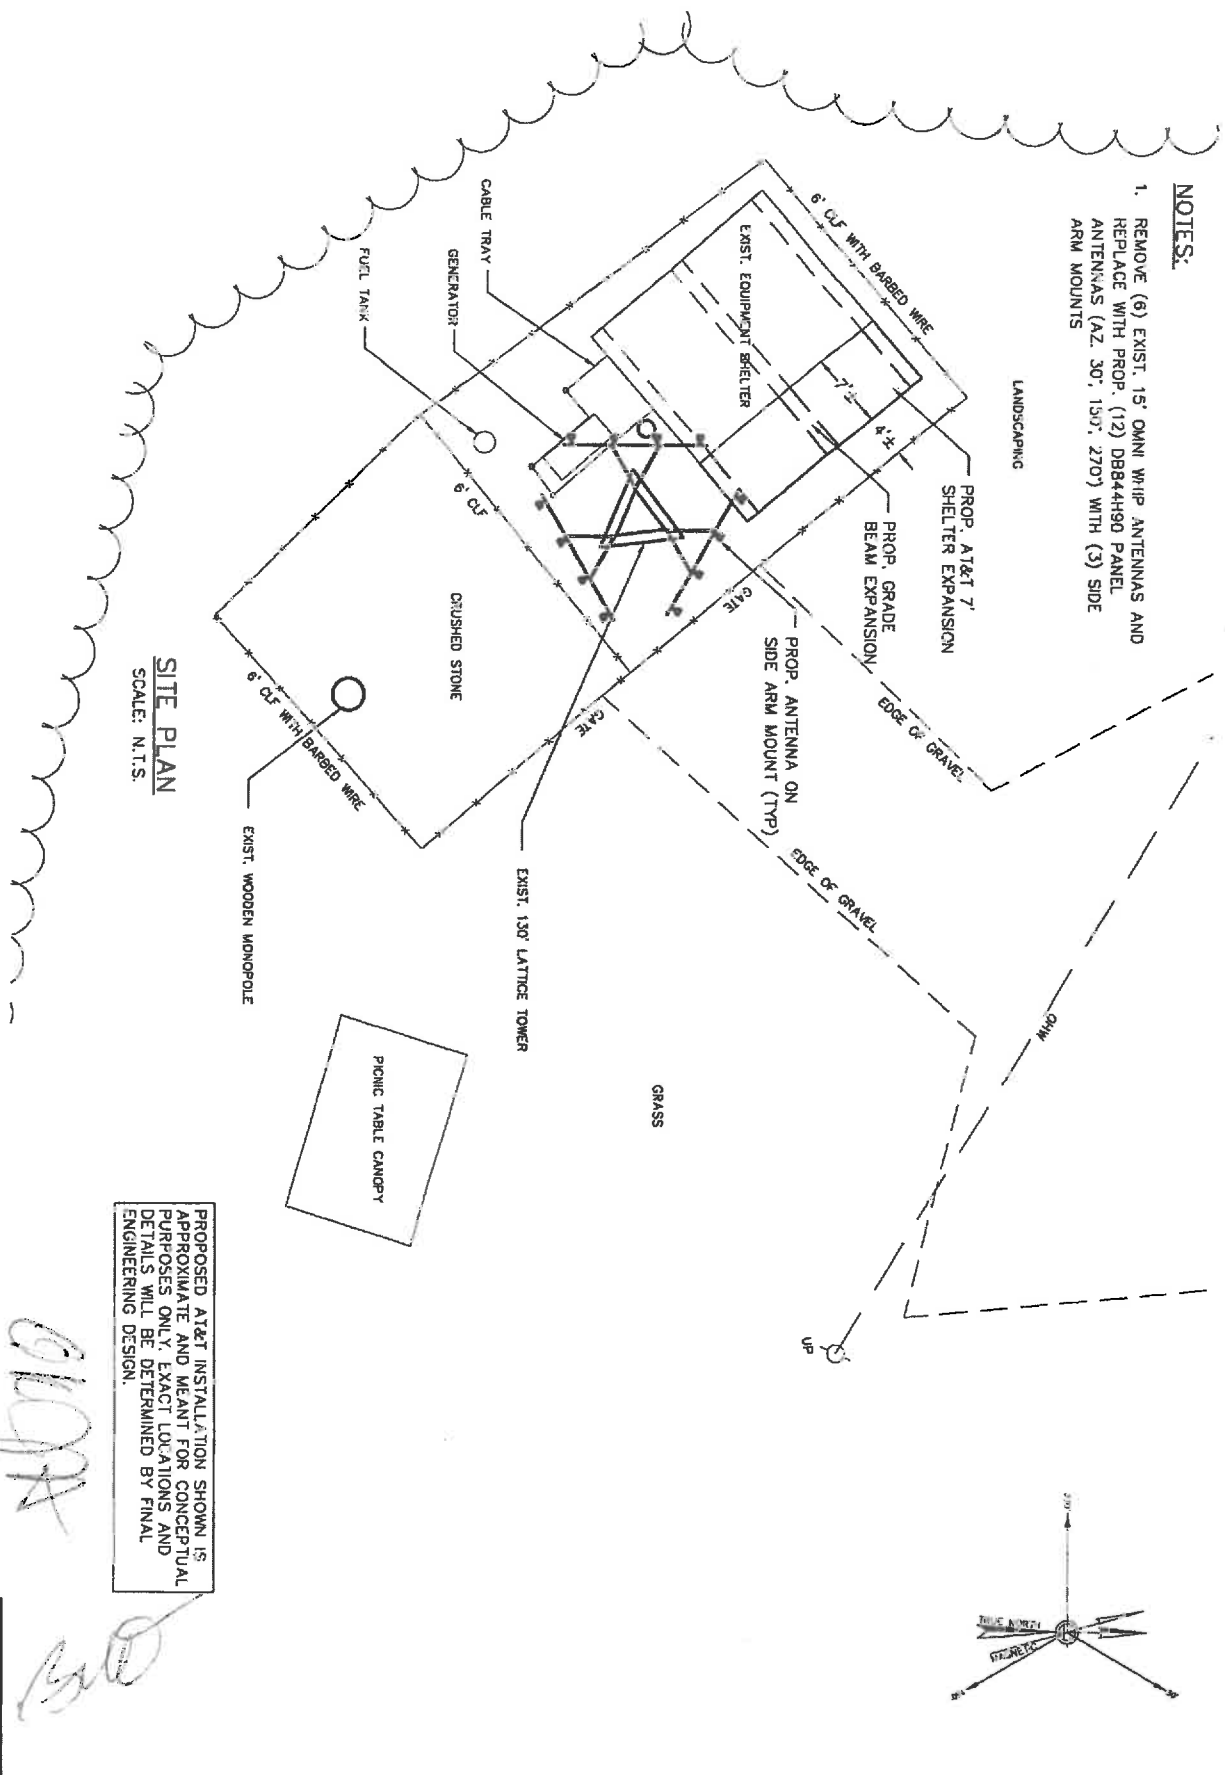 NOTES:
1. REMOVE (6) EXIST. 15' OMNI WHIP ANTENNAS AND
REPLACE WITH PROP. (12) DB844H90 PANEL
ANTENNAS (AZ. 30°, 150°, 270°) WITH (3) SIDE
ARM MOUNTS
LANDSCAPING
6' CLF WITH BARBED WIRE
EXIST. EQUIPMENT SHELTER
7'±
4'±
PROP. AT&T 7'
SHELTER EXPANSION
PROP. GRADE
BEAM EXPANSION
PROP. ANTENNA ON
SIDE ARM MOUNT (TYP)
CABLE TRAY
GENERATOR
FUEL TANK
6' CLF
GATE
GATE
CRUSHED STONE
6' CLF WITH BARBED WIRE
EDGE OF GRAVEL
EDGE OF GRAVEL
OHW
UP
EXIST. 130' LATTICE TOWER
EXIST. WOODEN MONOPOLE
GRASS
PICNIC TABLE CANOPY
SITE PLAN
SCALE: N.T.S.
TRUE NORTH
MAGNETIC
30°
PROPOSED AT&T INSTALLATION SHOWN IS
APPROXIMATE AND MEANT FOR CONCEPTUAL
PURPOSES ONLY. EXACT LOCATIONS AND
DETAILS WILL BE DETERMINED BY FINAL
ENGINEERING DESIGN.